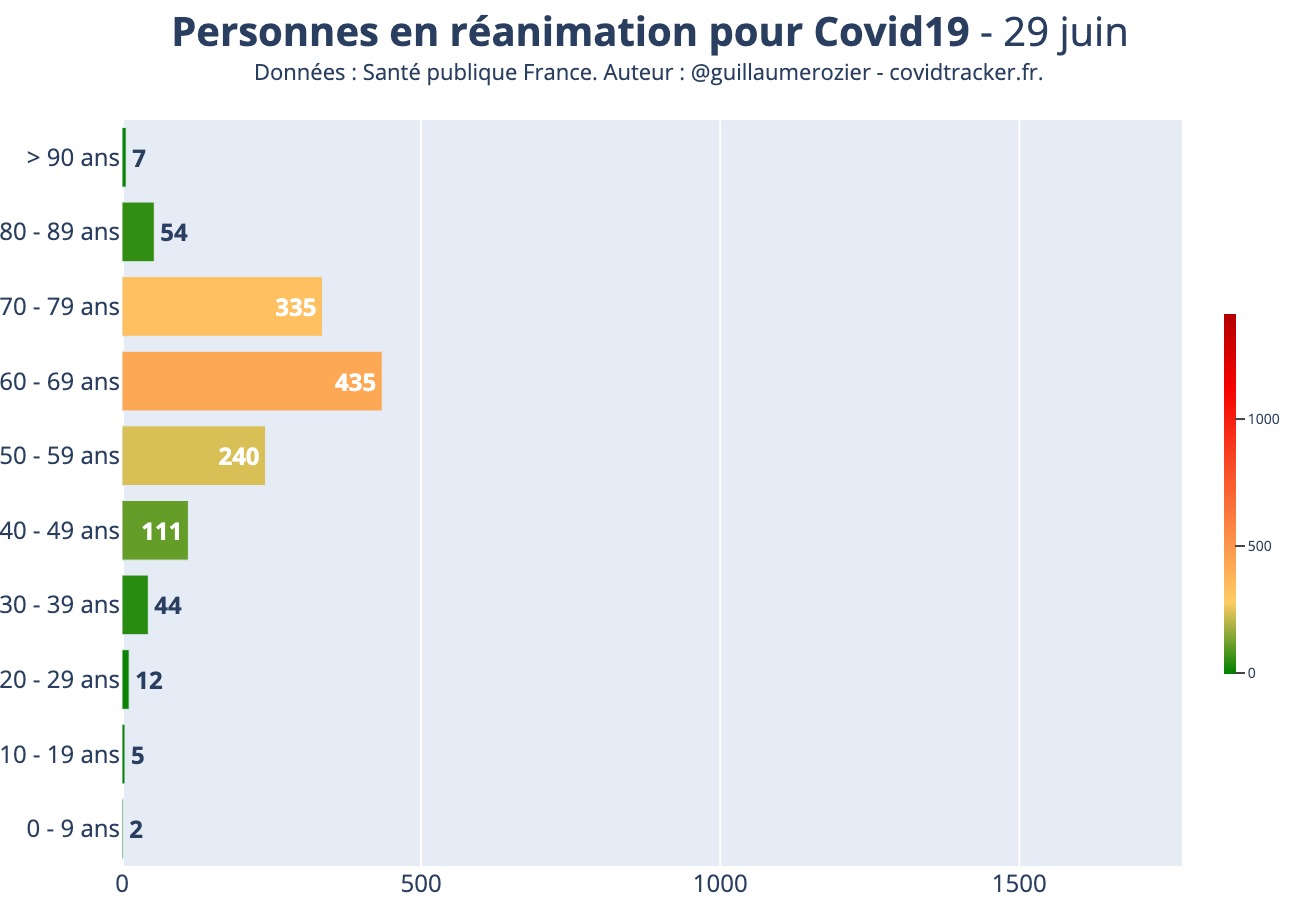 Personnes en réanimation pour Covid19 - 29 juin
Données : Santé publique France. Auteur : @guillaumerozier - covidtracker.fr.
> 90 ans 7
80 - 89 ans 54
70 - 79 ans 335
60 - 69 ans 435
50 - 59 ans 240
40 - 49 ans 111
30 - 39 ans 44
20 - 29 ans 12
10 - 19 ans 5
0 - 9 ans 2
0 500 1000 1500
1000
500
0